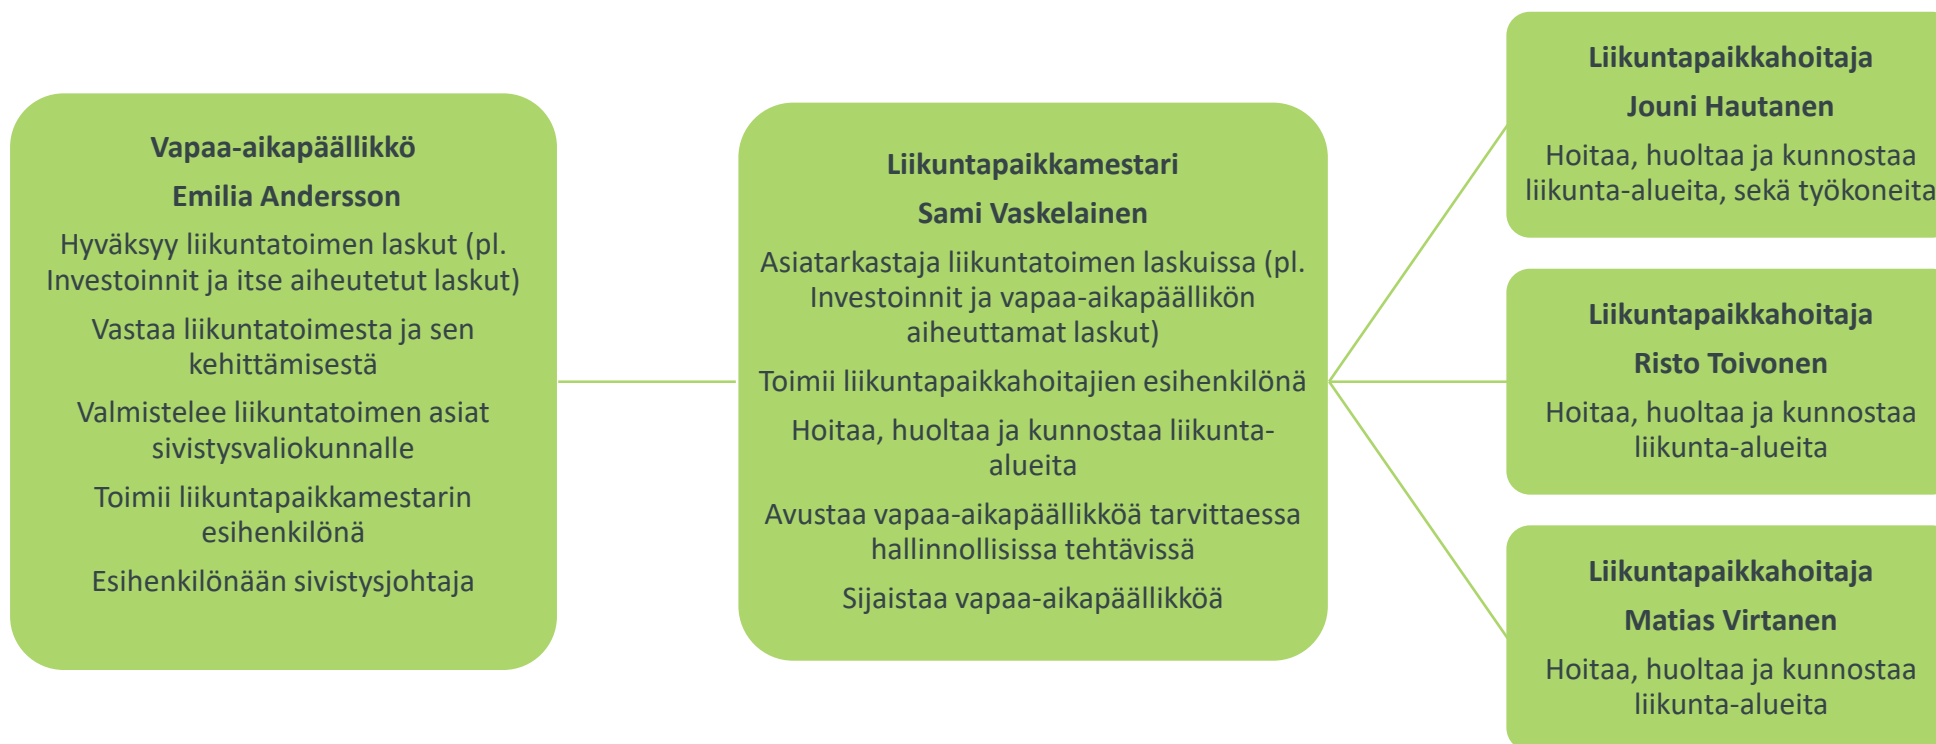 Vapaa-aikapäällikkö
Emilia Andersson
Hyväksyy liikuntatoimen laskut (pl.
Investoinnit ja itse aiheutetut laskut)
Vastaa liikuntatoimesta ja sen
kehittämisestä
Valmistelee liikuntatoimen asiat
sivistysvaliokunnalle
Toimii liikuntapaikkamestarin
esihenkilönä
Esihenkilönään sivistysjohtaja
Liikuntapaikkamestari
Sami Vaskelainen
Asiatarkastaja liikuntatoimen laskuissa (pl.
Investoinnit ja vapaa-aikapäällikön
aiheuttamat laskut)
Toimii liikuntapaikkahoitajien esihenkilönä
Hoitaa, huoltaa ja kunnostaa liikunta-
alueita
Avustaa vapaa-aikapäällikköä tarvittaessa
hallinnollisissa tehtävissä
Sijaistaa vapaa-aikapäällikköä
Liikuntapaikkahoitaja
Jouni Hautanen
Hoitaa, huoltaa ja kunnostaa
liikunta-alueita, sekä työkoneita
Liikuntapaikkahoitaja
Risto Toivonen
Hoitaa, huoltaa ja kunnostaa
liikunta-alueita
Liikuntapaikkahoitaja
Matias Virtanen
Hoitaa, huoltaa ja kunnostaa
liikunta-alueita